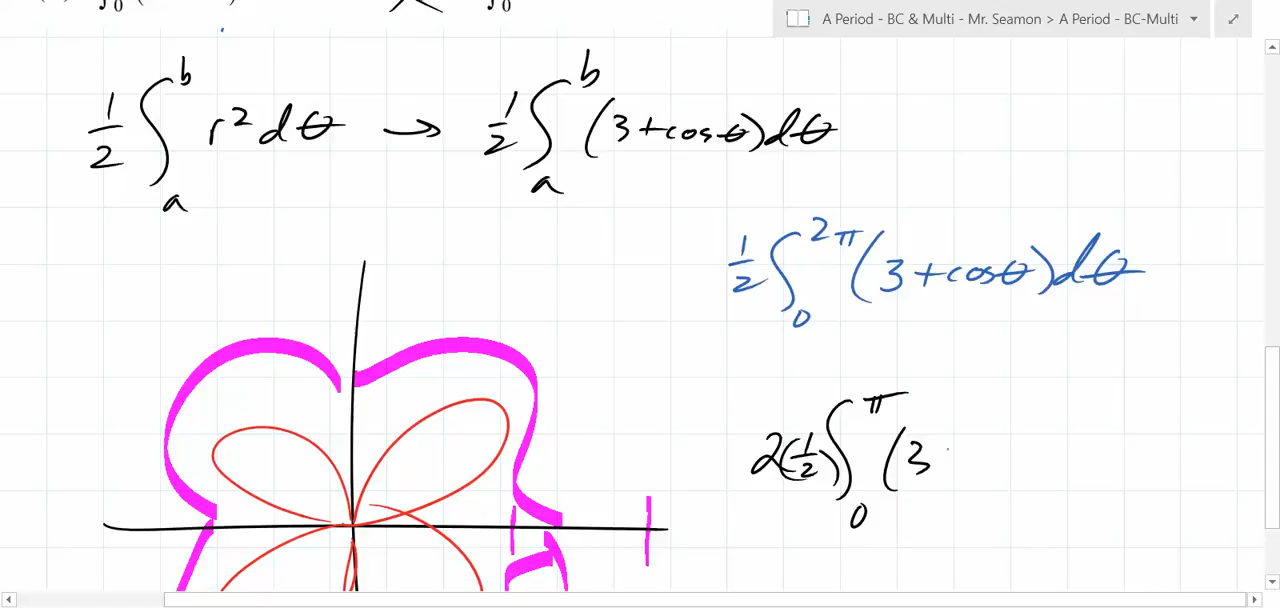 A Period - BC & Multi - Mr. Seamon > A Period - BC-Multi
1/2 ∫_a^b r² dθ → 1/2 ∫_a^b (3+cosθ)dθ
1/2 ∫_0^2π (3+cosθ)dθ
2(1/2) ∫_0^π (3